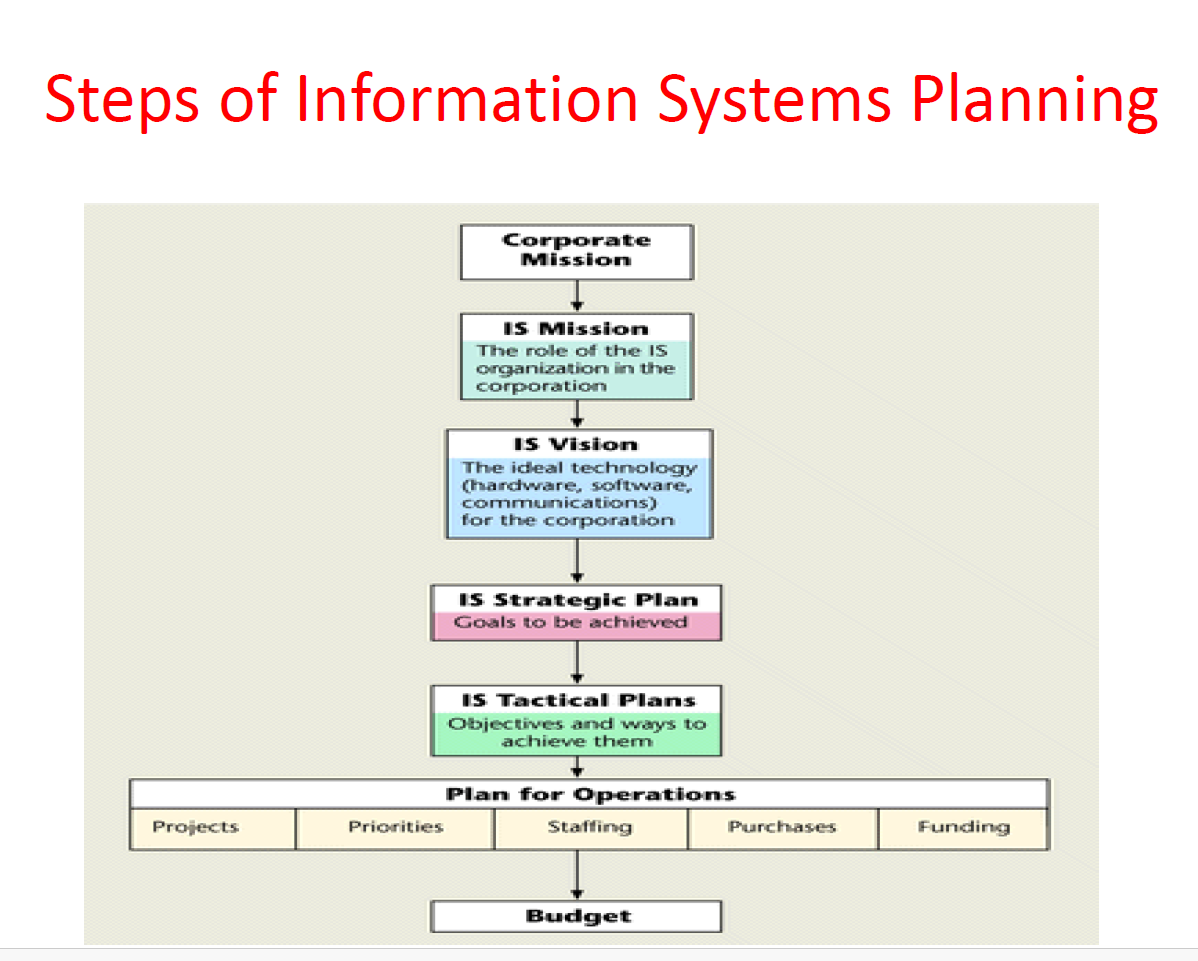 Steps of Information Systems Planning
Corporate
Mission
IS Mission
The role of the IS
organization in the
corporation
IS Vision
The ideal technology
(hardware, software,
communications)
for the corporation
IS Strategic Plan
Goals to be achieved
IS Tactical Plans
Objectives and ways to
achieve them
Plan for Operations
Projects
Priorities
Staffing
Purchases
Funding
Budget